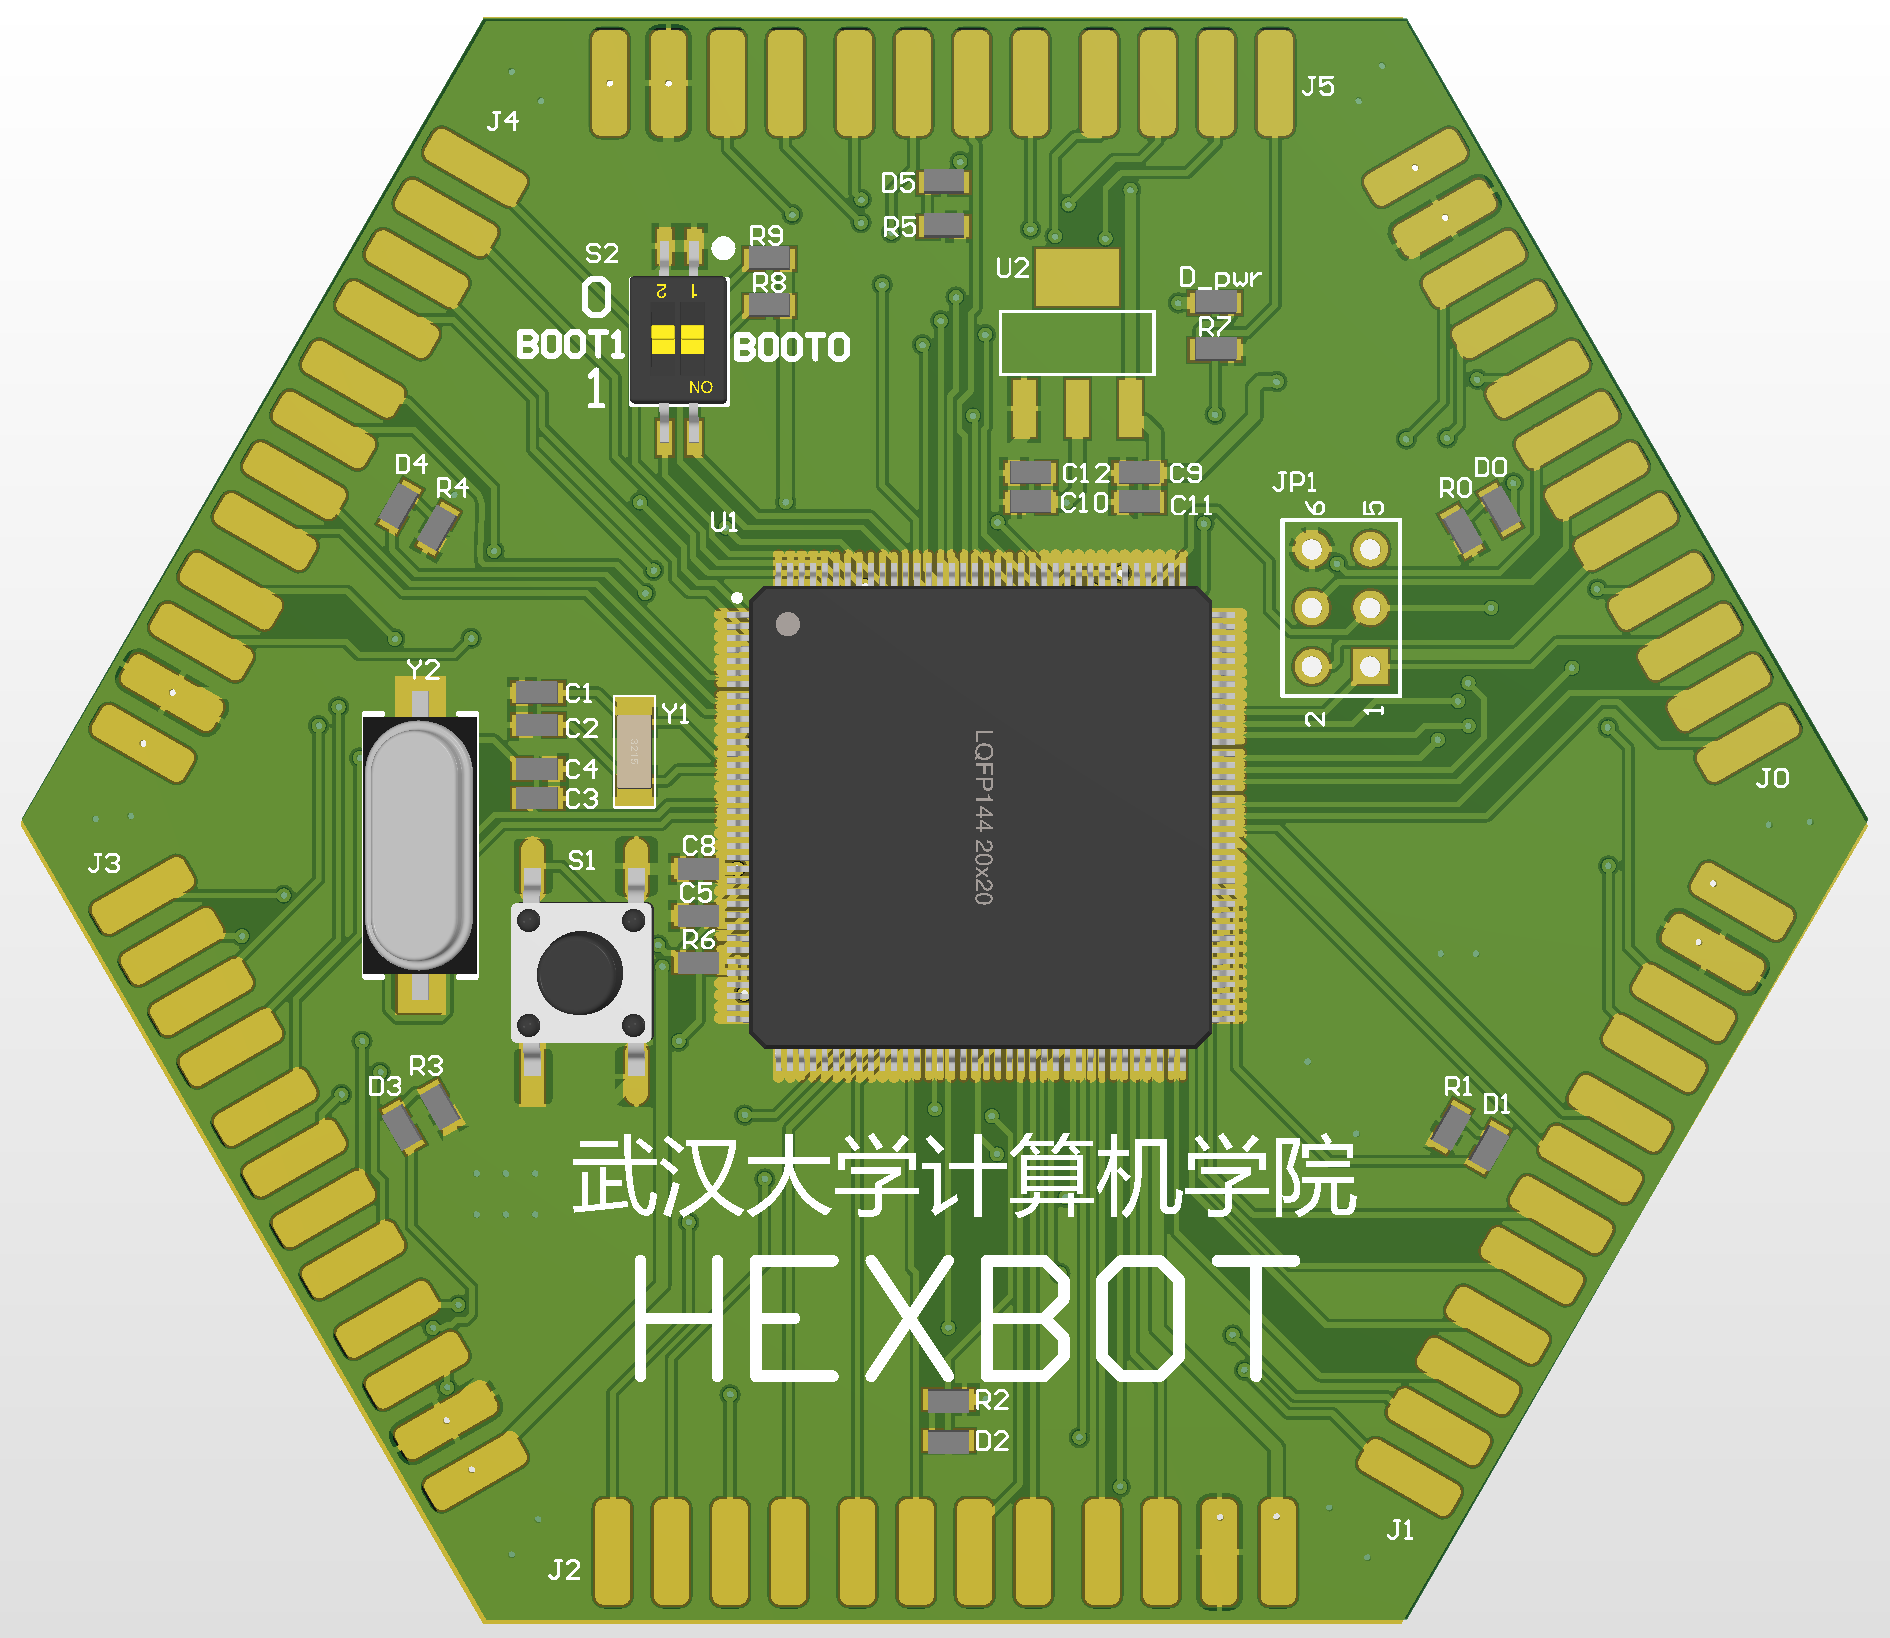 J5
J4
D5
R5
R9
S2
U2
R8
D_pwr
0
2 1
R7
BOOT1
BOOT0
ON
1
D4
R4
C12
C9
C10
C11
JP1
D0
R0
6 5
U1
Y2
C1
Y1
C2
2 1
3215
C4
C3
J0
LQFP144 20x20
C8
S1
J3
C5
R6
R3
D3
R1
D1
武汉大学计算机学院
HEXBOT
R2
D2
J1
J2